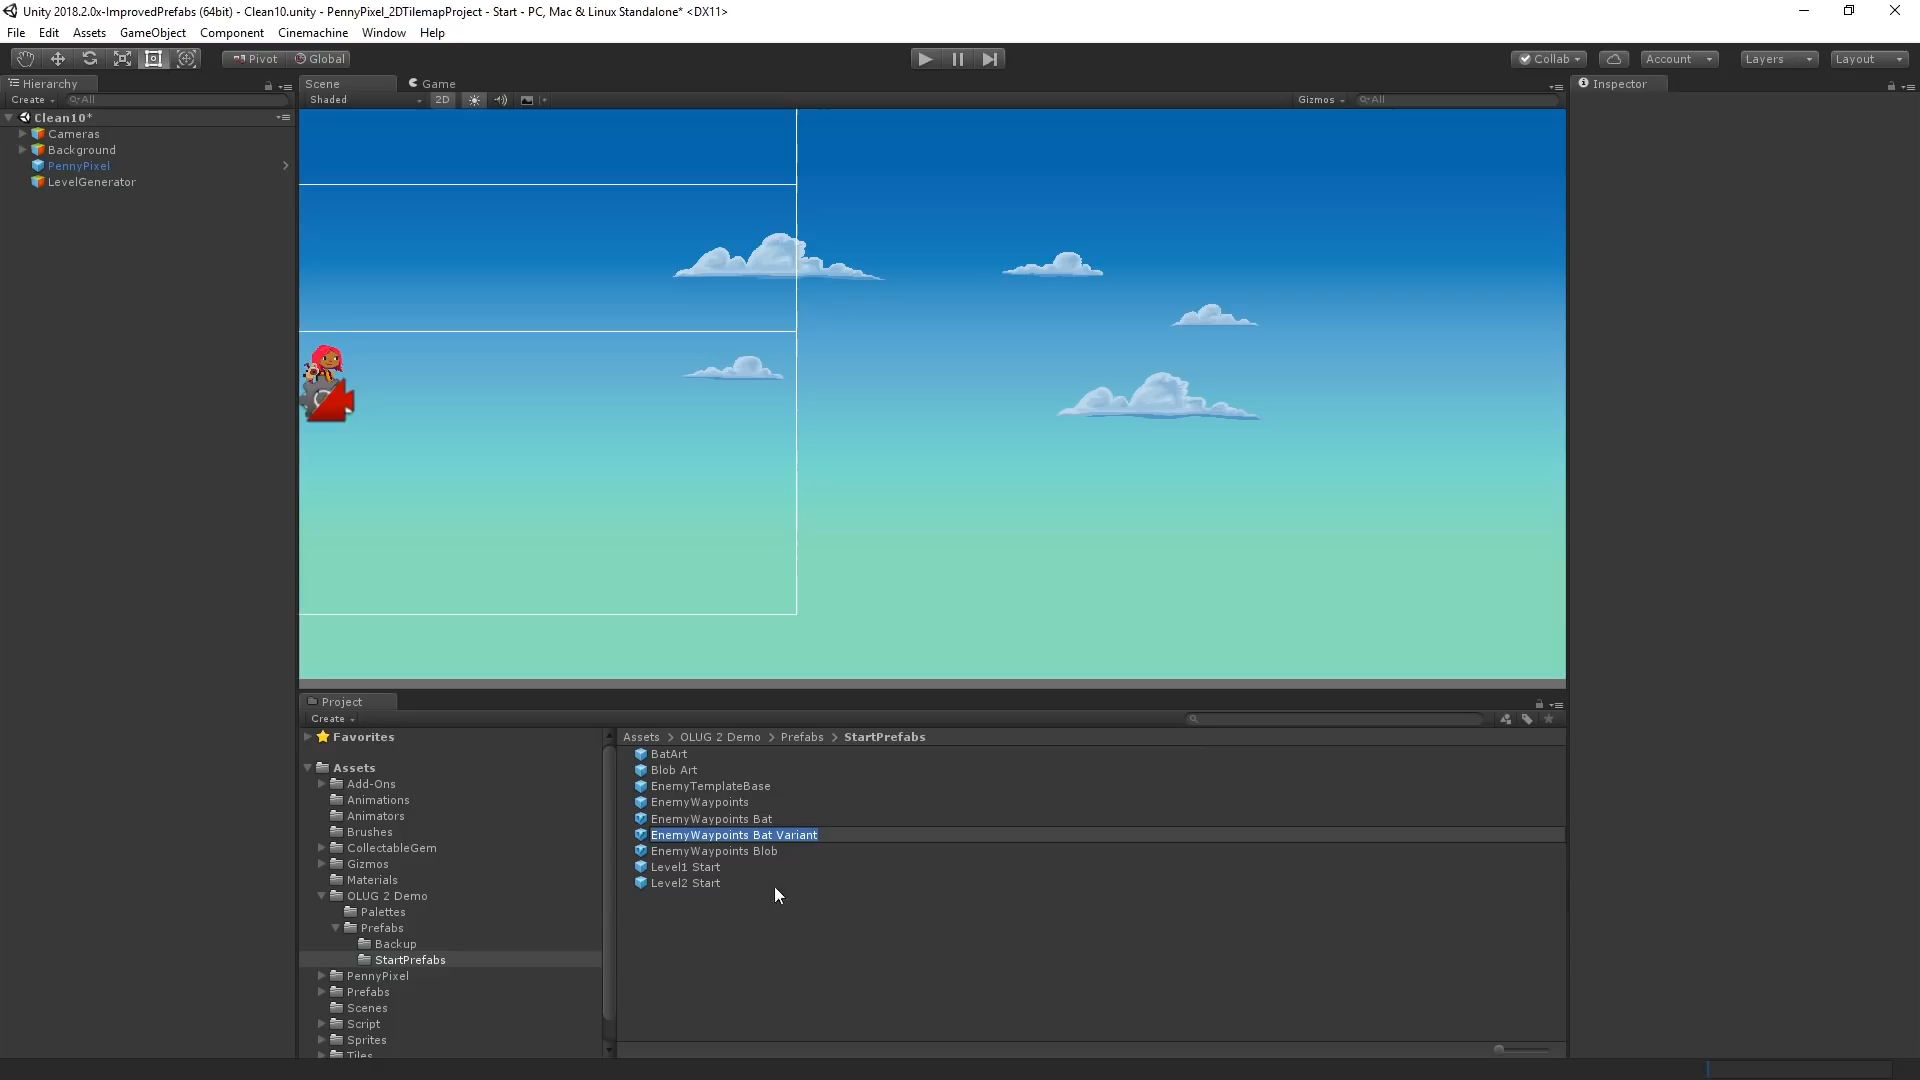 Unity 2018.2.0x-ImprovedPrefabs (64bit) - Clean10.unity - PennyPixel_2DTilemapProject - Start - PC, Mac & Linux Standalone* <DX11>
File Edit Assets GameObject Component Cinemachine Window Help
Pivot Global Collab Account Layers Layout
Hierarchy
Create All
Clean10*
Cameras
Background
PennyPixel
LevelGenerator
Scene Game
Shaded 2D Gizmos All
Inspector
Project
Create
Favorites
Assets
Add-Ons
Animations
Animators
Brushes
CollectableGem
Gizmos
Materials
OLUG 2 Demo
Palettes
Prefabs
Backup
StartPrefabs
PennyPixel
Prefabs
Scenes
Script
Sprites
Tiles
Assets > OLUG 2 Demo > Prefabs > StartPrefabs
BatArt
Blob Art
EnemyTemplateBase
EnemyWaypoints
EnemyWaypoints Bat
EnemyWaypoints Bat Variant
EnemyWaypoints Blob
Level1 Start
Level2 Start